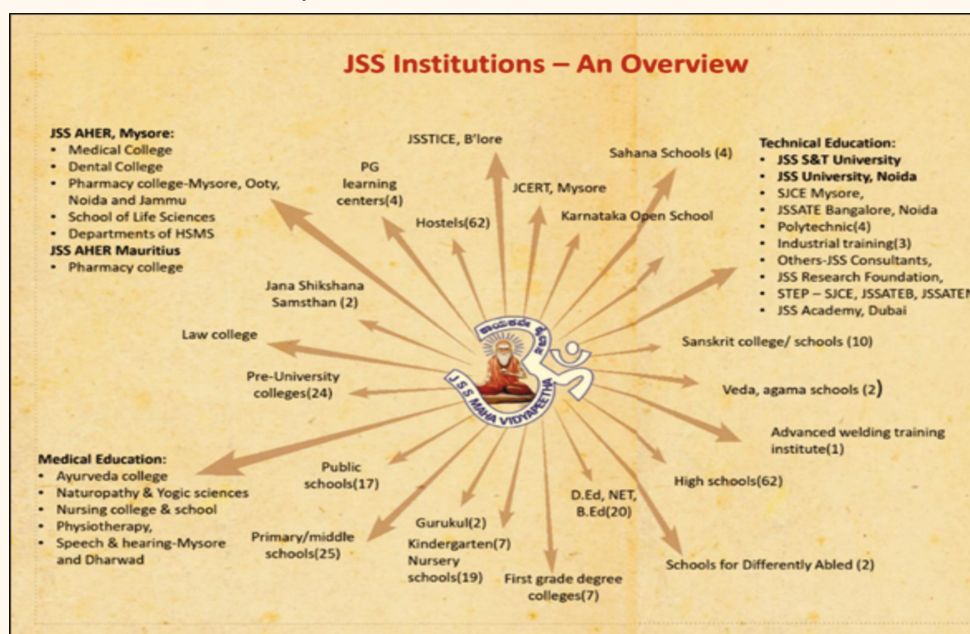 JSS Institutions – An Overview
JSS AHER, Mysore:
• Medical College
• Dental College
• Pharmacy college-Mysore, Ooty,
Noida and Jammu
• School of Life Sciences
• Departments of HSMS
JSS AHER Mauritius
• Pharmacy college
PG
learning
centers(4)
JSSTICE, B'lore
Hostels(62)
JCERT, Mysore
Sahana Schools (4)
Karnataka Open School
Technical Education:
• JSS S&T University
• JSS University, Noida
• SJCE Mysore,
• JSSATE Bangalore, Noida
• Polytechnic(4)
• Industrial training(3)
• Others-JSS Consultants,
• JSS Research Foundation,
• STEP – SJCE, JSSATEB, JSSATEN
• JSS Academy, Dubai
Jana Shikshana
Samsthan (2)
Law college
Pre-University
colleges(24)
ಕಾಯಕವೇ ಕೈಲಾಸ
JSS MAHA VIDYAPEETHA
Sanskrit college/ schools (10)
Veda, agama schools (2)
Advanced welding training
institute(1)
High schools(62)
Schools for Differently Abled (2)
Medical Education:
• Ayurveda college
• Naturopathy & Yogic sciences
• Nursing college & school
• Physiotherapy,
• Speech & hearing-Mysore
and Dharwad
Public
schools(17)
Primary/middle
schools(25)
Gurukul(2)
Kindergarten(7)
Nursery
schools(19)
First grade degree
colleges(7)
D.Ed, NET,
B.Ed(20)